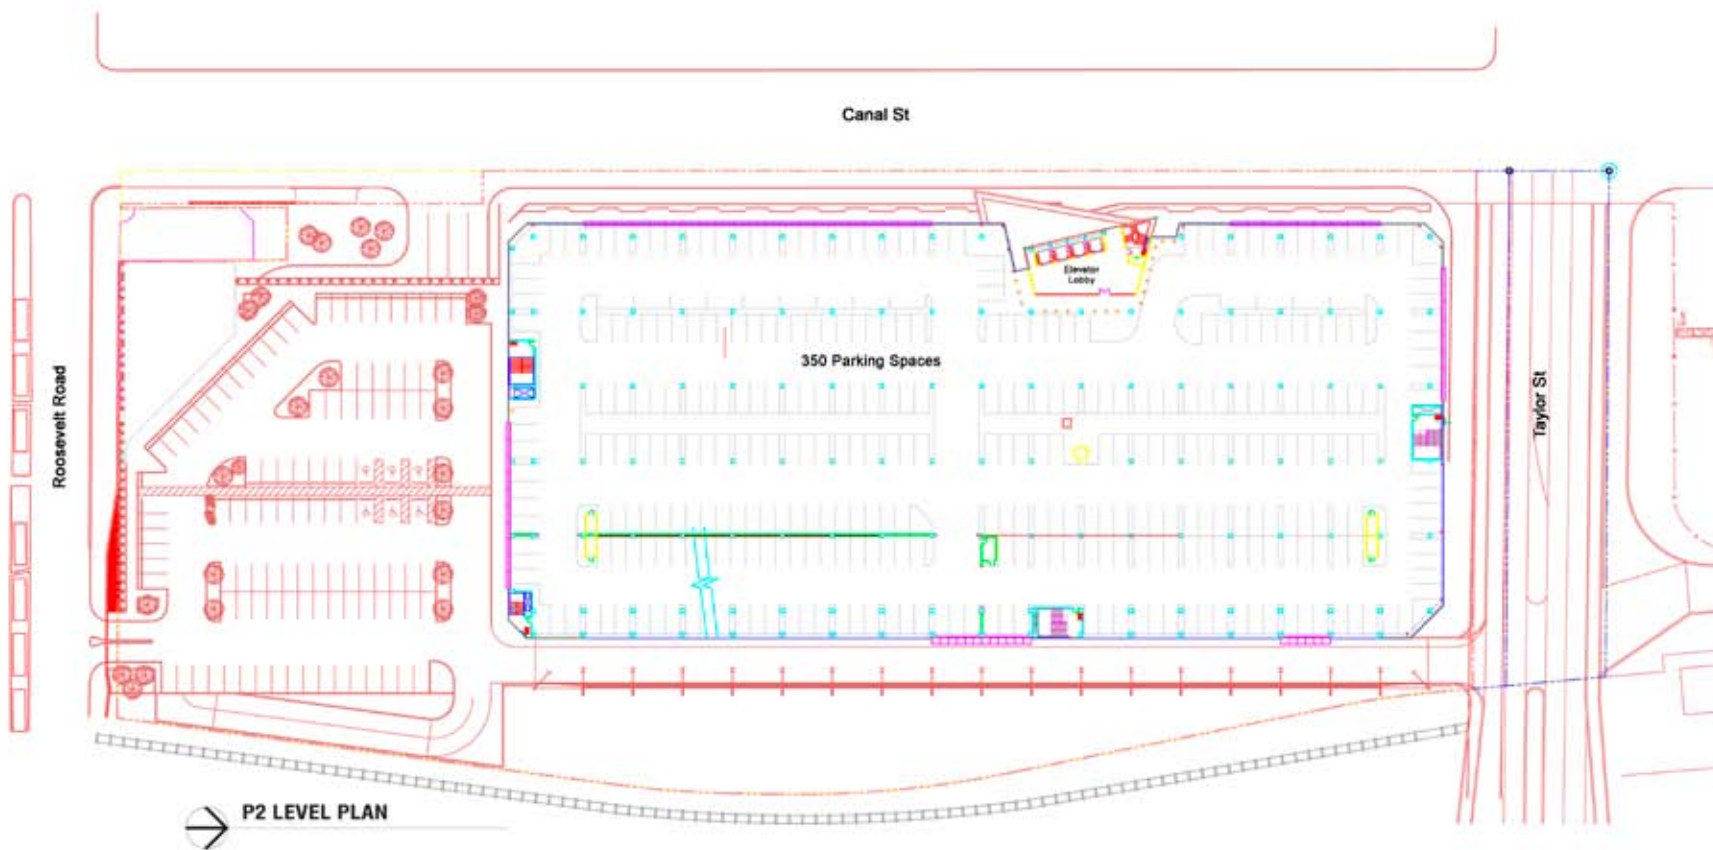 Canal St
Elevator
Lobby
350 Parking Spaces
Roosevelt Road
Taylor St
P2 LEVEL PLAN